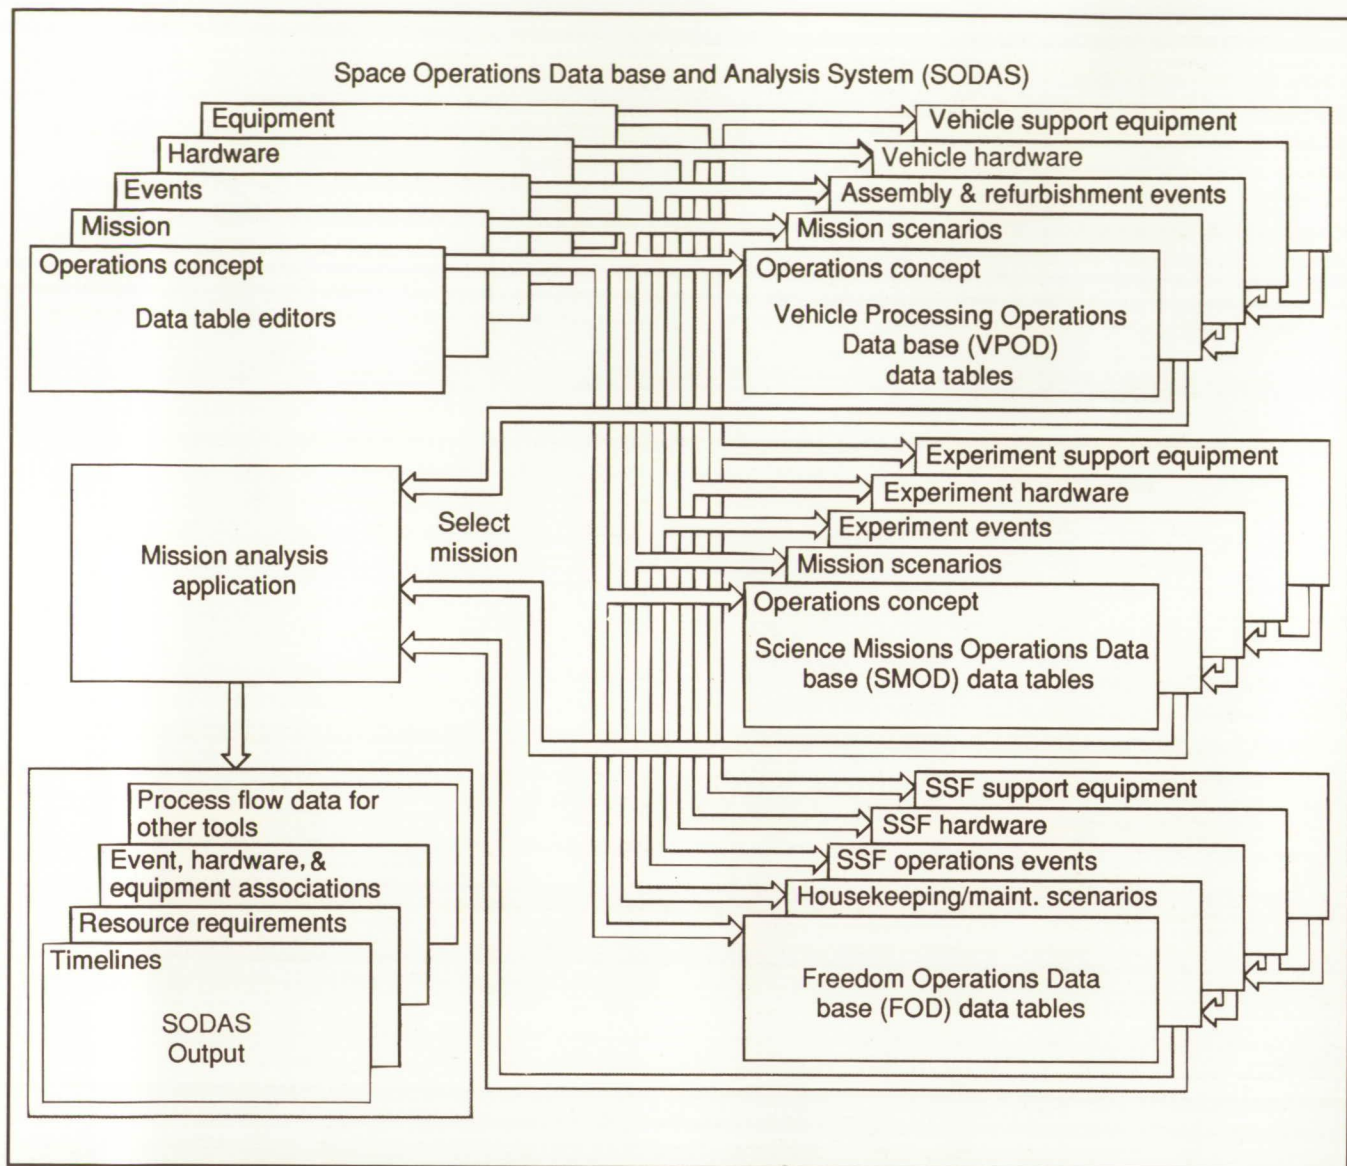 Space Operations Data base and Analysis System (SODAS)
Equipment
Hardware
Events
Mission
Operations concept
Data table editors
Vehicle support equipment
Vehicle hardware
Assembly & refurbishment events
Mission scenarios
Operations concept
Vehicle Processing Operations
Data base (VPOD)
data tables
Mission analysis
application
Select
mission
Experiment support equipment
Experiment hardware
Experiment events
Mission scenarios
Operations concept
Science Missions Operations Data
base (SMOD) data tables
Process flow data for
other tools
Event, hardware, &
equipment associations
Resource requirements
Timelines
SODAS
Output
SSF support equipment
SSF hardware
SSF operations events
Housekeeping/maint. scenarios
Freedom Operations Data
base (FOD) data tables